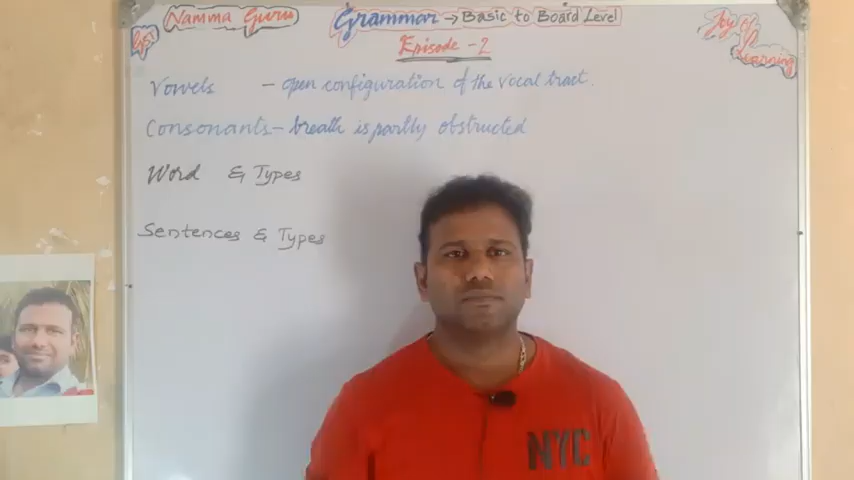 GST Namma Guru Grammar → Basic to Board Level Joy of Learning
Episode - 2
Vowels - open configuration of the vocal tract.
Consonants - breath is partly obstructed
Word & Types
Sentences & Types
NYC